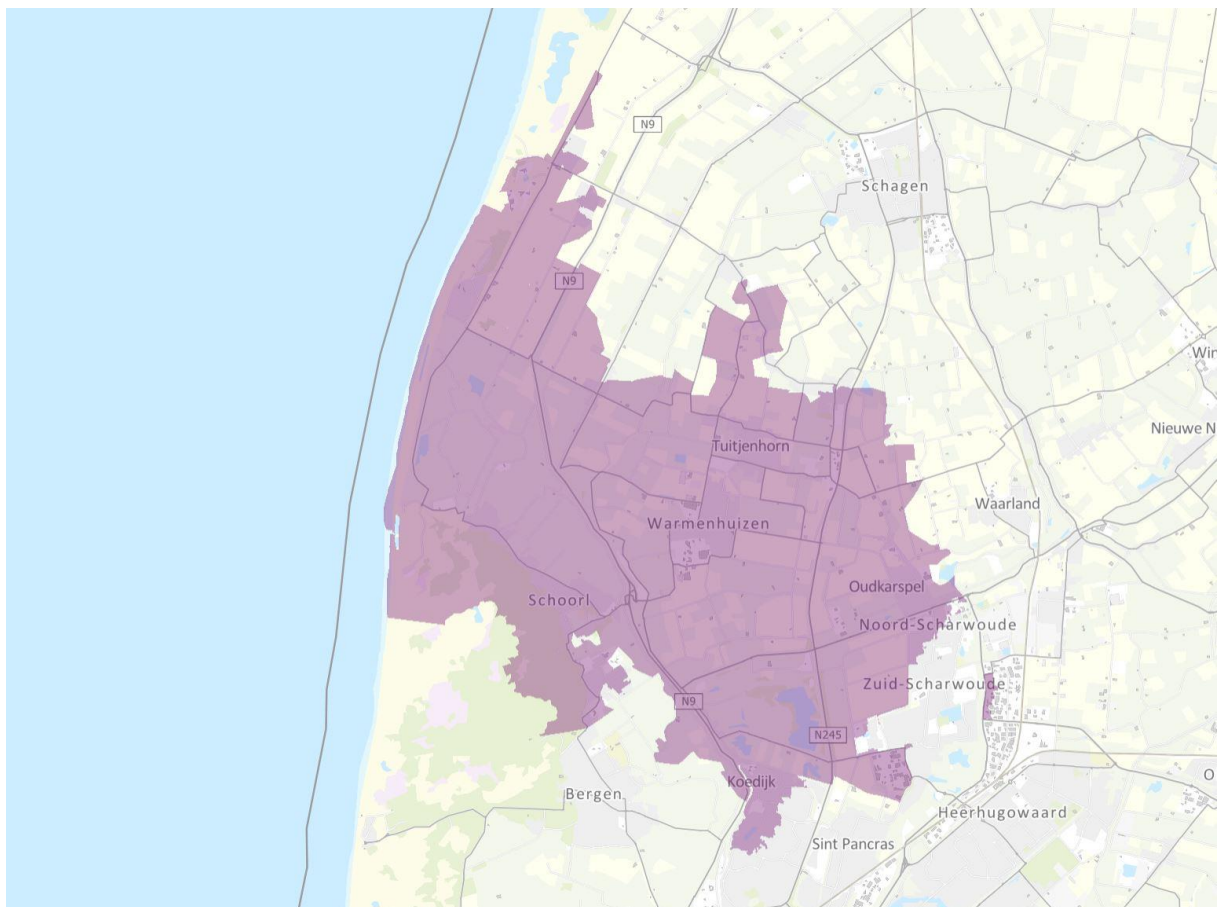 N9
Schagen
N9
Win
Tuitjenhorn
Nieuwe N
Waarland
Warmenhuizen
Oudkarspel
Schoorl
Noord-Scharwoude
Zuid-Scharwoude
N9
N245
O
Koedijk
Bergen
Heerhugowaard
Sint Pancras